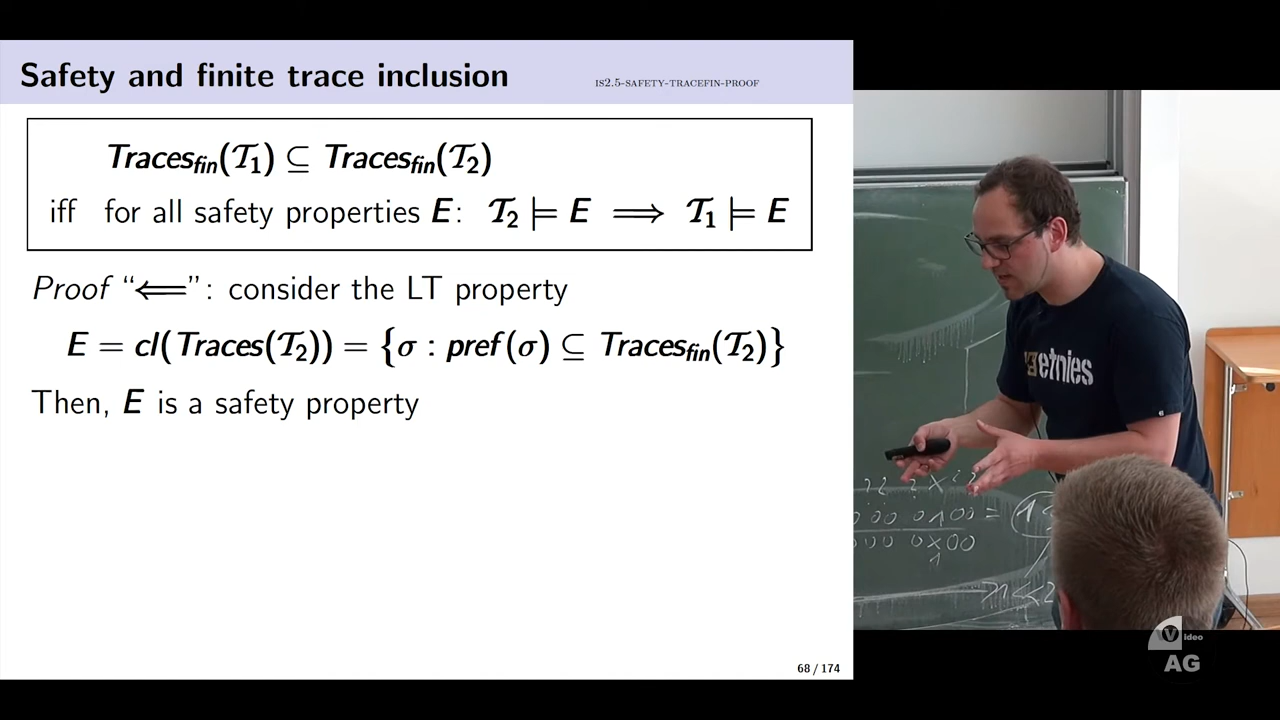 Safety and finite trace inclusion
IS2.5-SAFETY-TRACEFIN-PROOF
Traces_fin(𝒯₁) ⊆ Traces_fin(𝒯₂)
iff for all safety properties E: 𝒯₂ ⊨ E ⟹ 𝒯₁ ⊨ E
Proof “⟸”: consider the LT property
E = cl(Traces(𝒯₂)) = {σ : pref(σ) ⊆ Traces_fin(𝒯₂)}
Then, E is a safety property
68 / 174
etnies
Video
AG